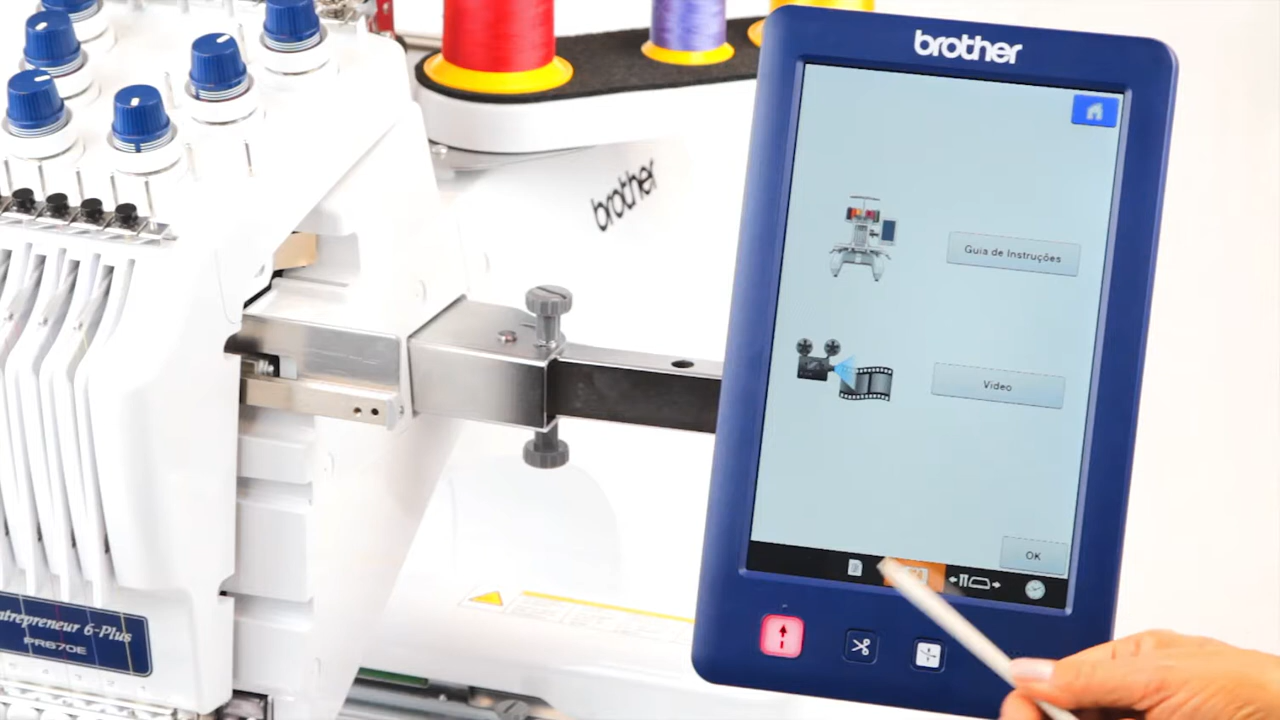 brother
brother
Guia de Instruções
Vídeo
OK
ntrepreneur 6-Plus
PR670E